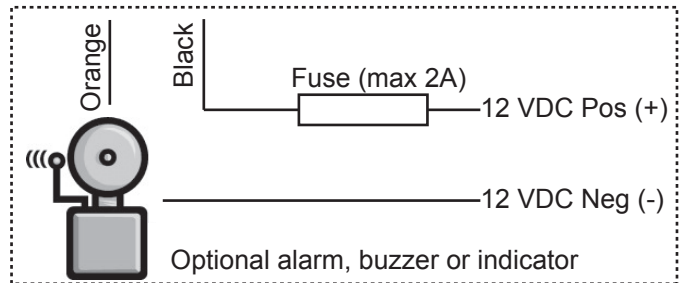 Orange
Black
Fuse (max 2A)
12 VDC Pos (+)
12 VDC Neg (-)
Optional alarm, buzzer or indicator